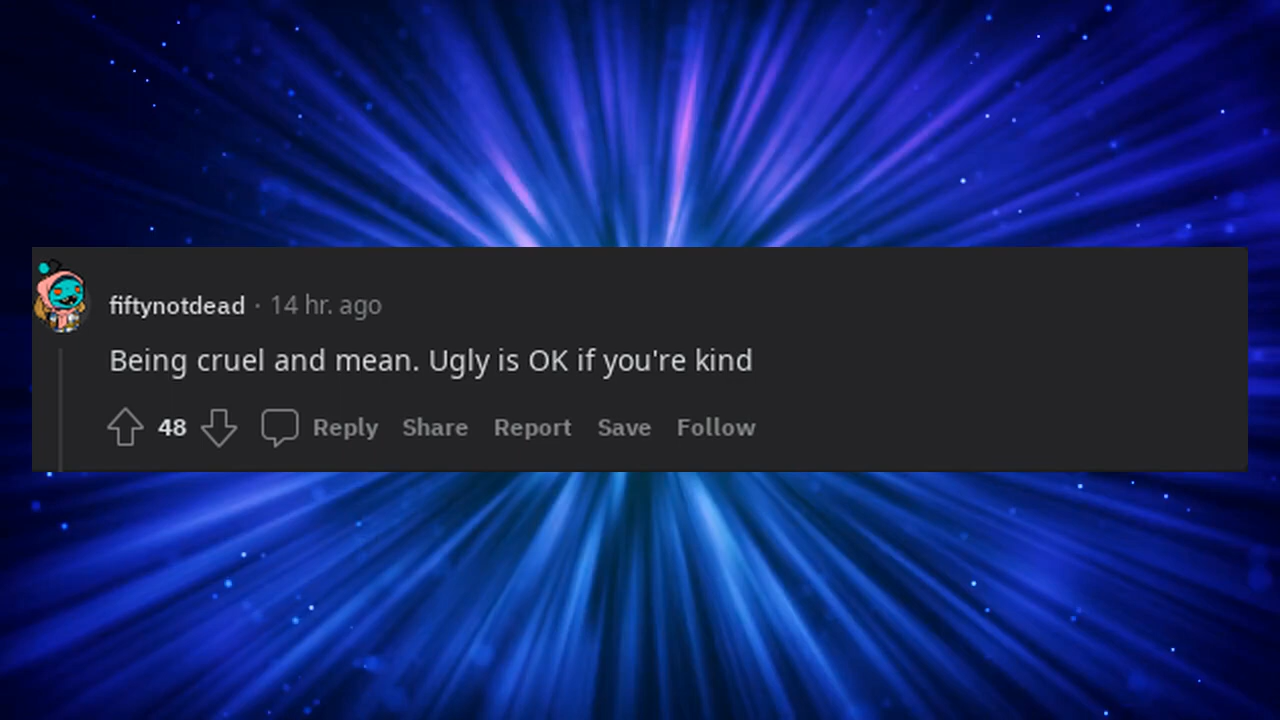 fiftynotdead · 14 hr. ago
Being cruel and mean. Ugly is OK if you're kind
48 Reply Share Report Save Follow